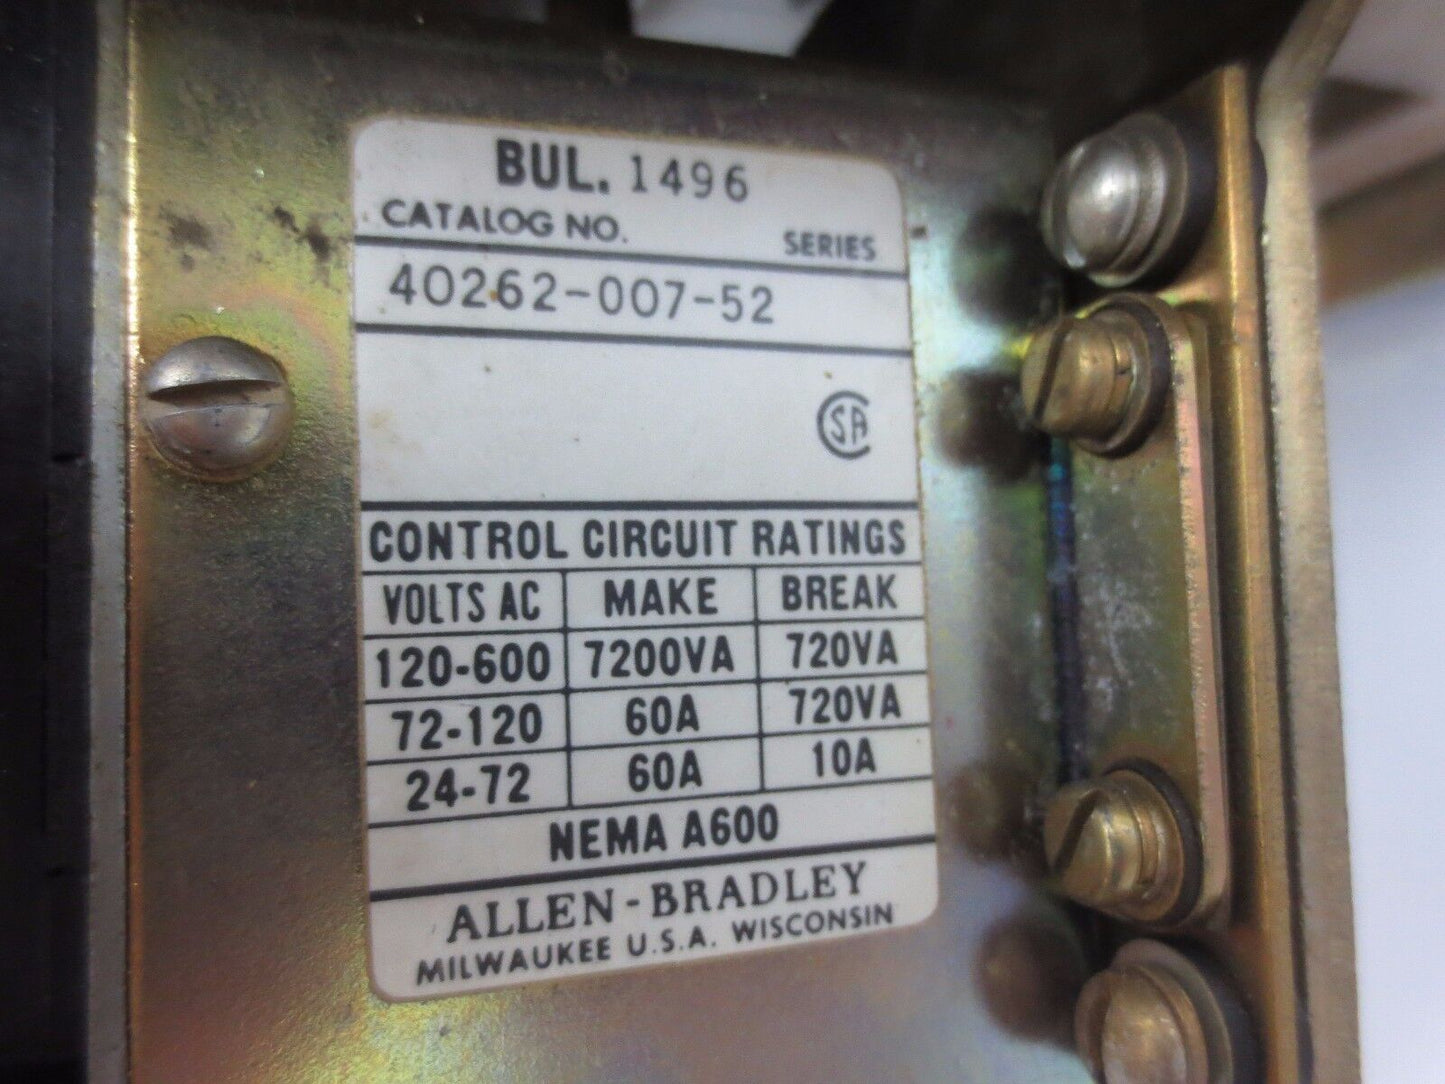 BUL. 1496
CATALOG NO. SERIES
40262-007-52
CSA
CONTROL CIRCUIT RATINGS
VOLTS AC MAKE BREAK
120-600 7200VA 720VA
72-120 60A 720VA
24-72 60A 10A
NEMA A600
ALLEN-BRADLEY
MILWAUKEE U.S.A. WISCONSIN